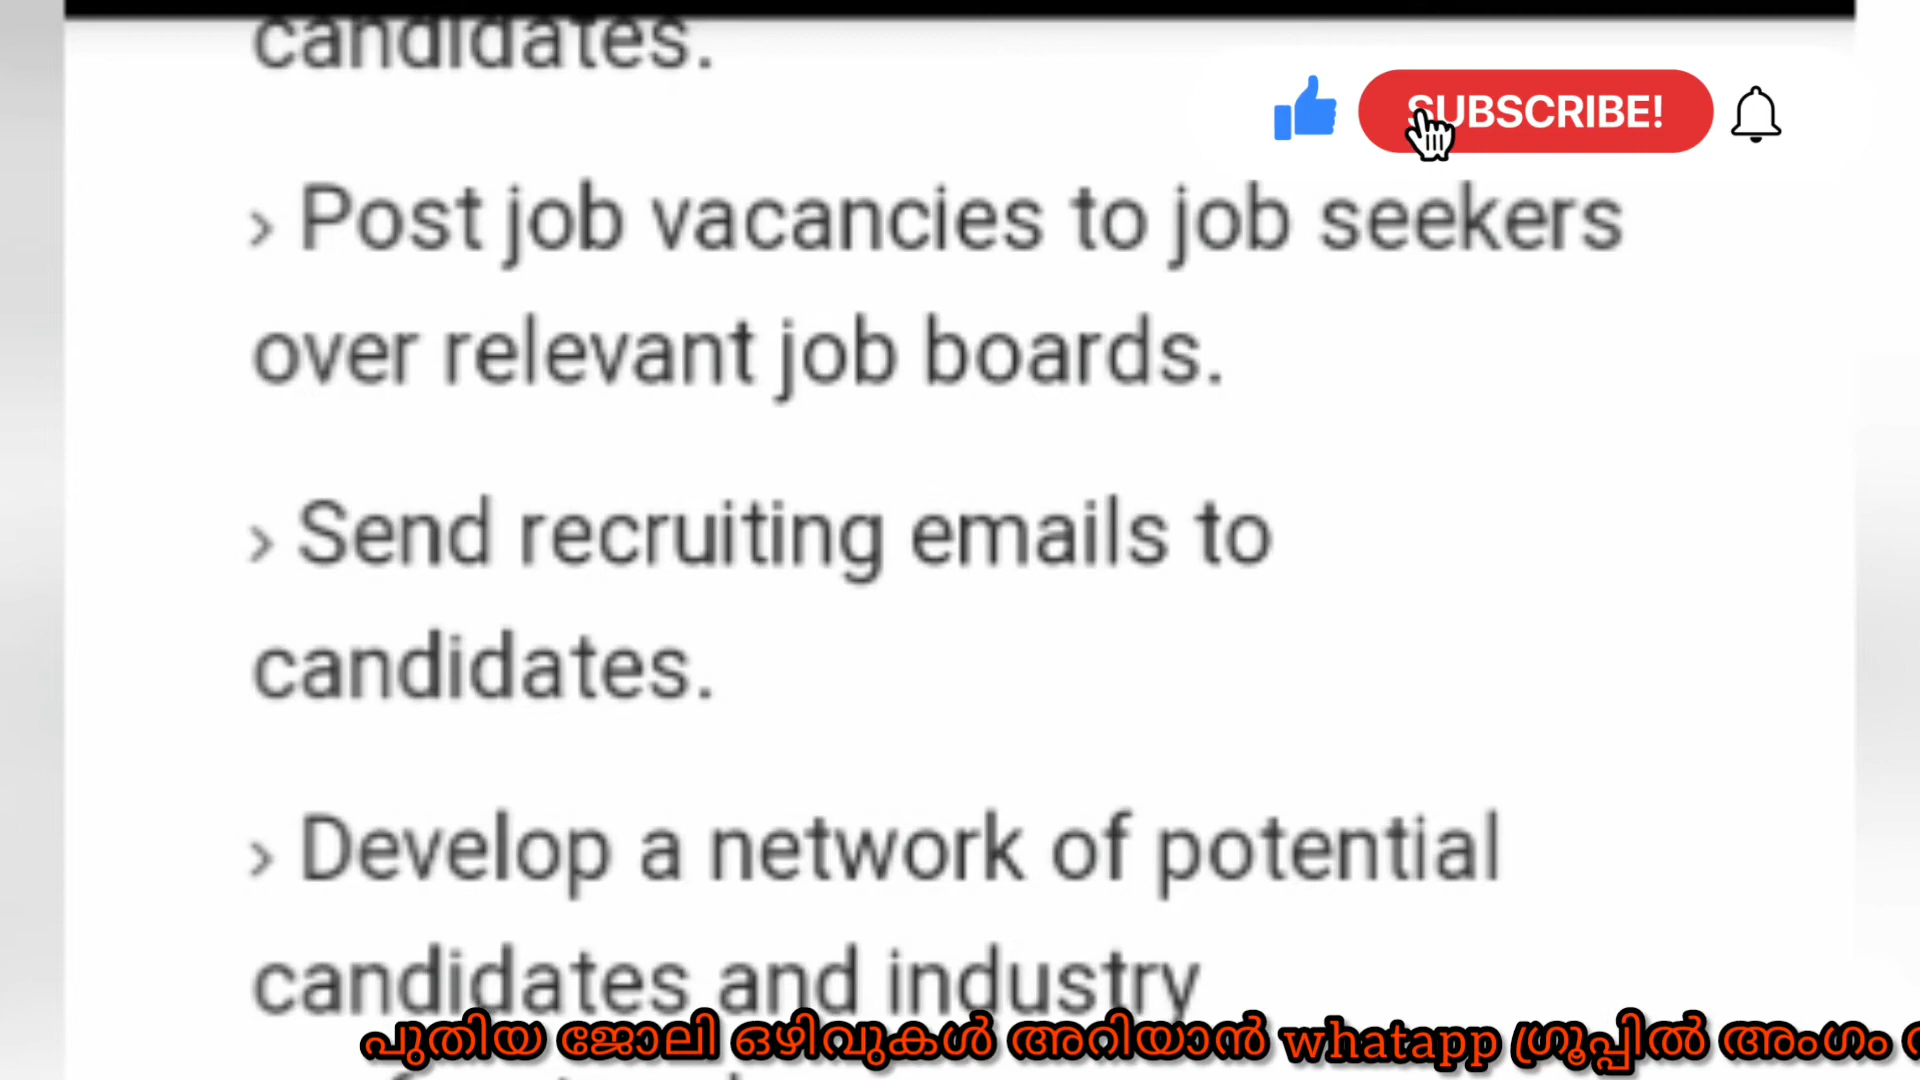 candidates.
SUBSCRIBE!
› Post job vacancies to job seekers
over relevant job boards.
› Send recruiting emails to
candidates.
› Develop a network of potential
candidates and industry
പുതിയ ജോലി ഒഴിവുകൾ അറിയാൻ whatapp ഗ്രൂപ്പിൽ അംഗം